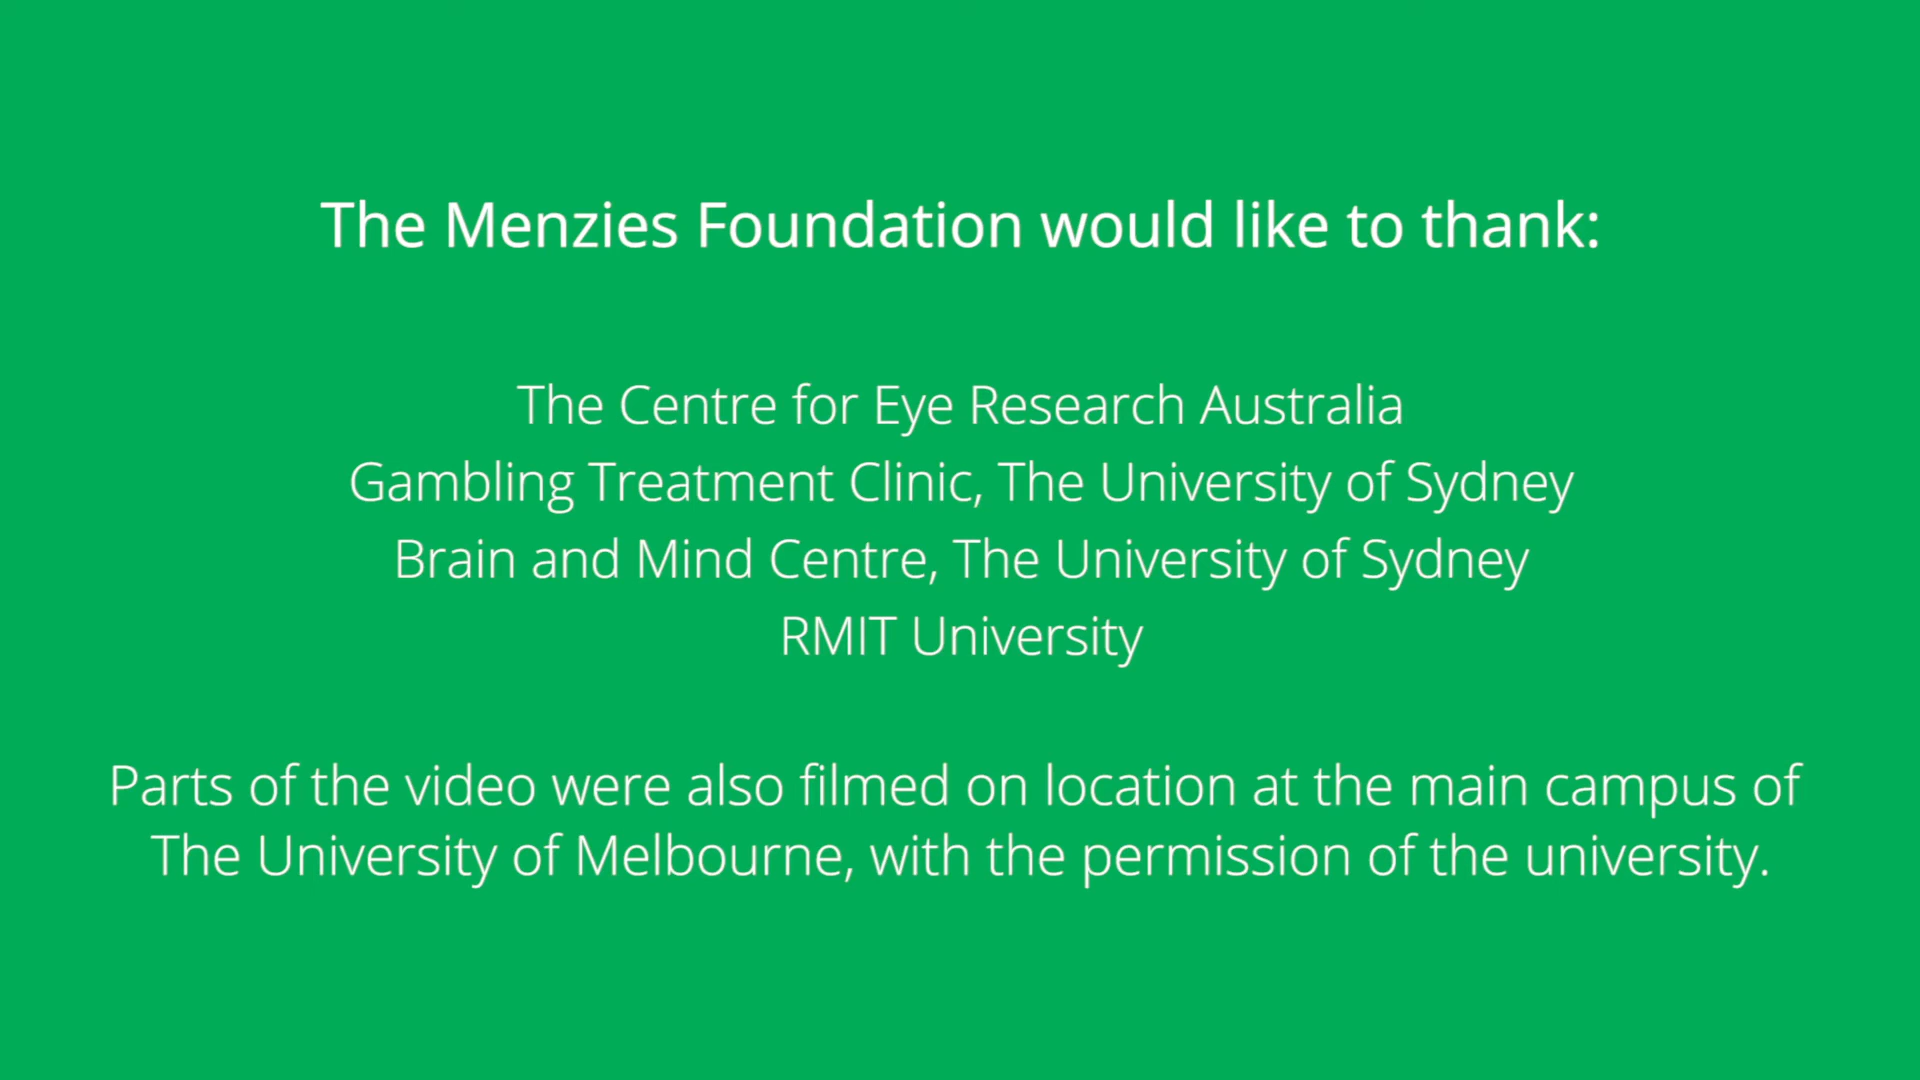 The Menzies Foundation would like to thank:
The Centre for Eye Research Australia
Gambling Treatment Clinic, The University of Sydney
Brain and Mind Centre, The University of Sydney
RMIT University
Parts of the video were also filmed on location at the main campus of
The University of Melbourne, with the permission of the university.